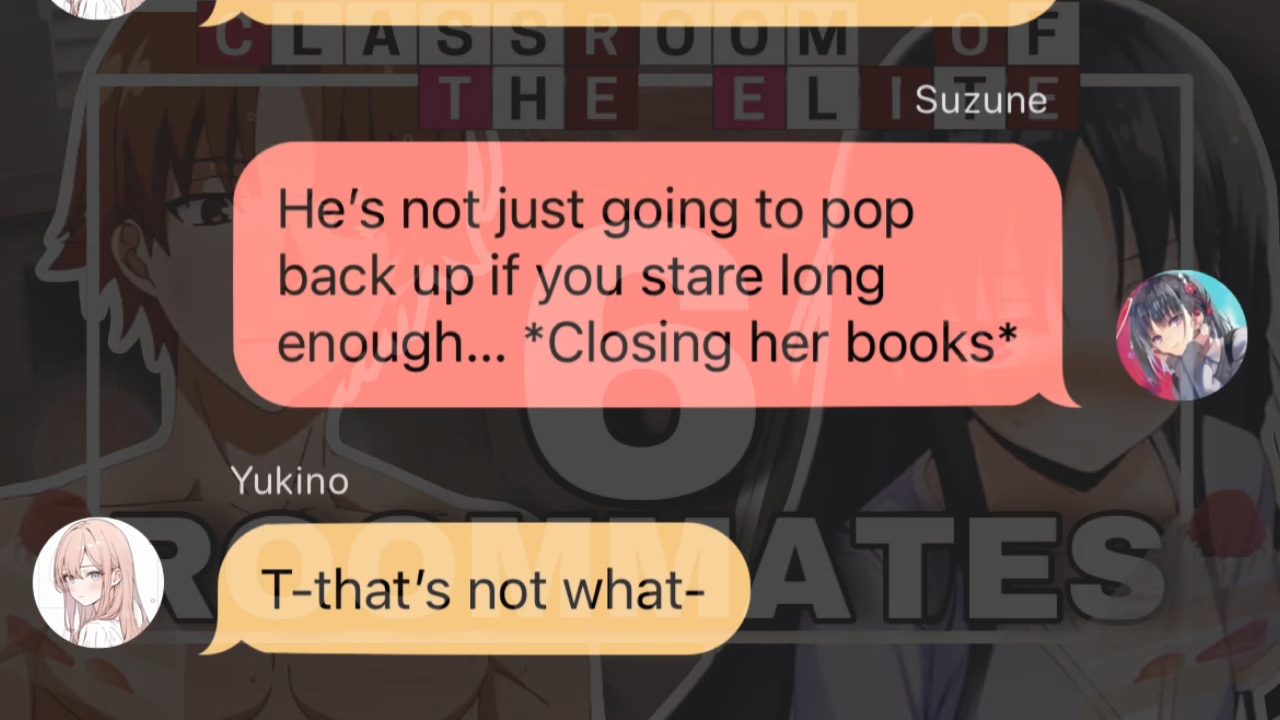 CLASSROOM OF
THE ELITE
Suzune
He's not just going to pop
back up if you stare long
enough... *Closing her books*
6
Yukino
T-that's not what-
ROOMMATES